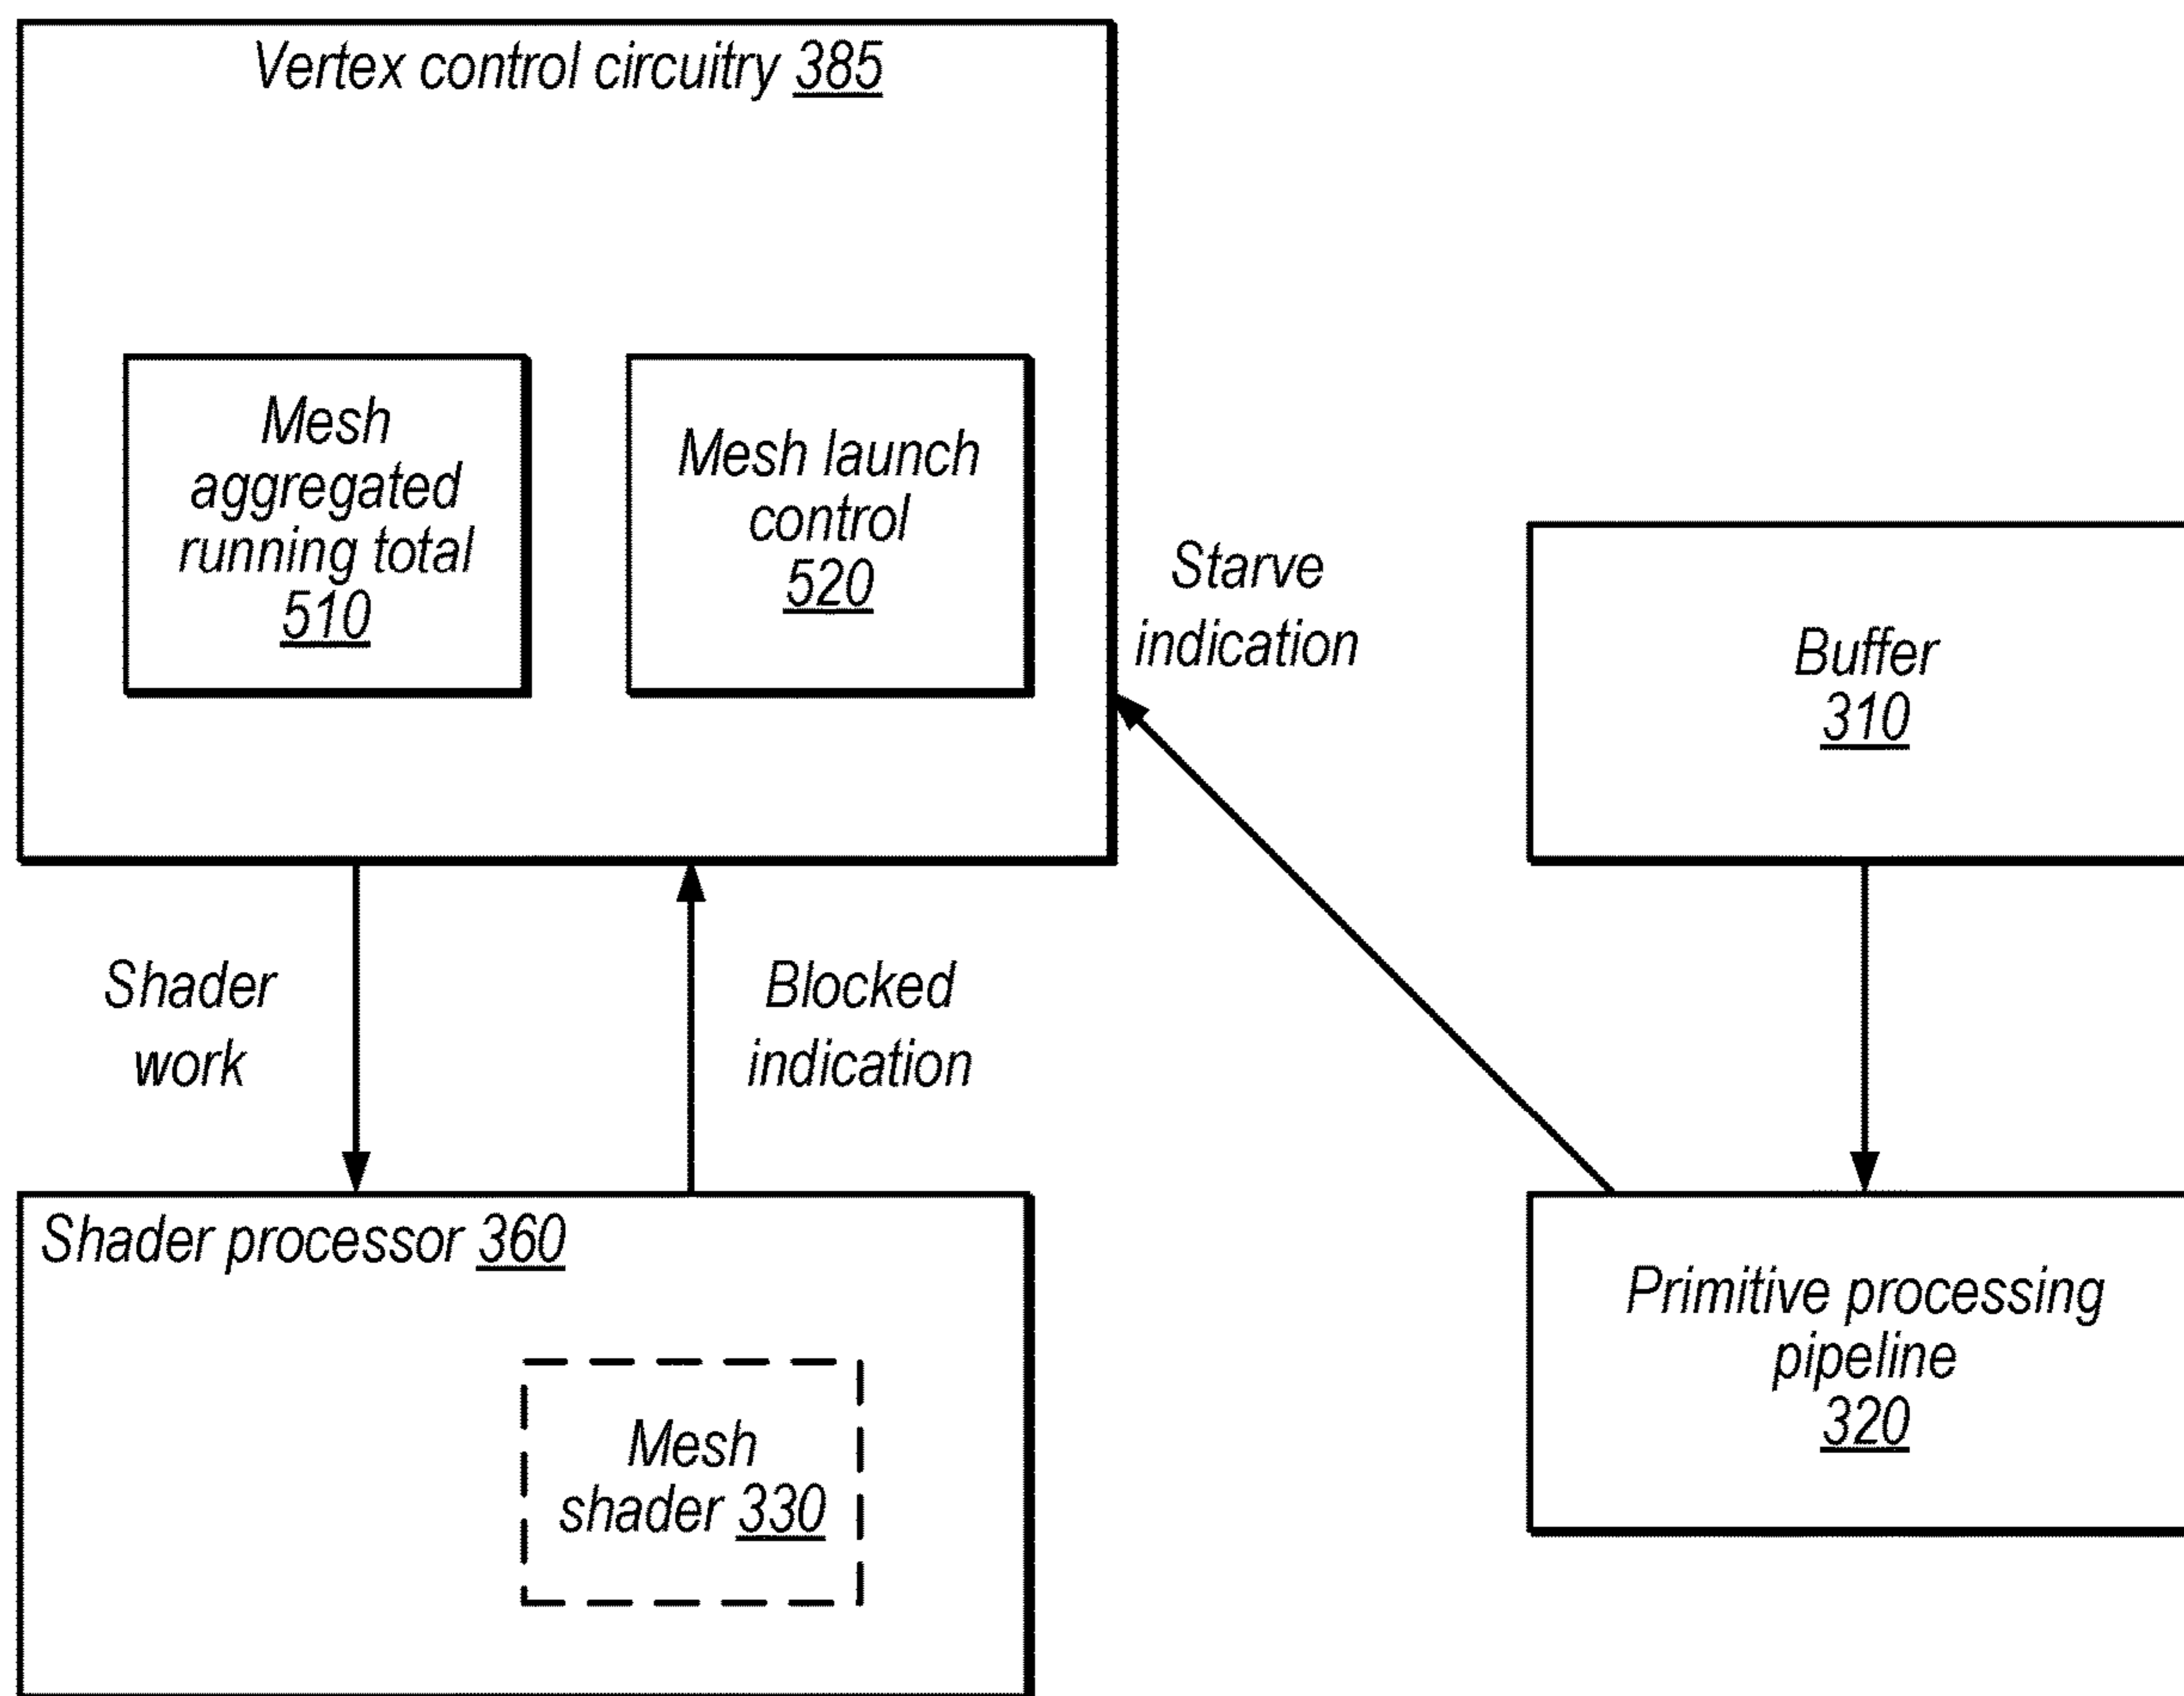 Vertex control circuitry 385
Mesh
aggregated
running total
510
Mesh launch
control
520
Starve
indication
Buffer
310
Shader
work
Blocked
indication
Shader processor 360
Mesh
shader 330
Primitive processing
pipeline
320